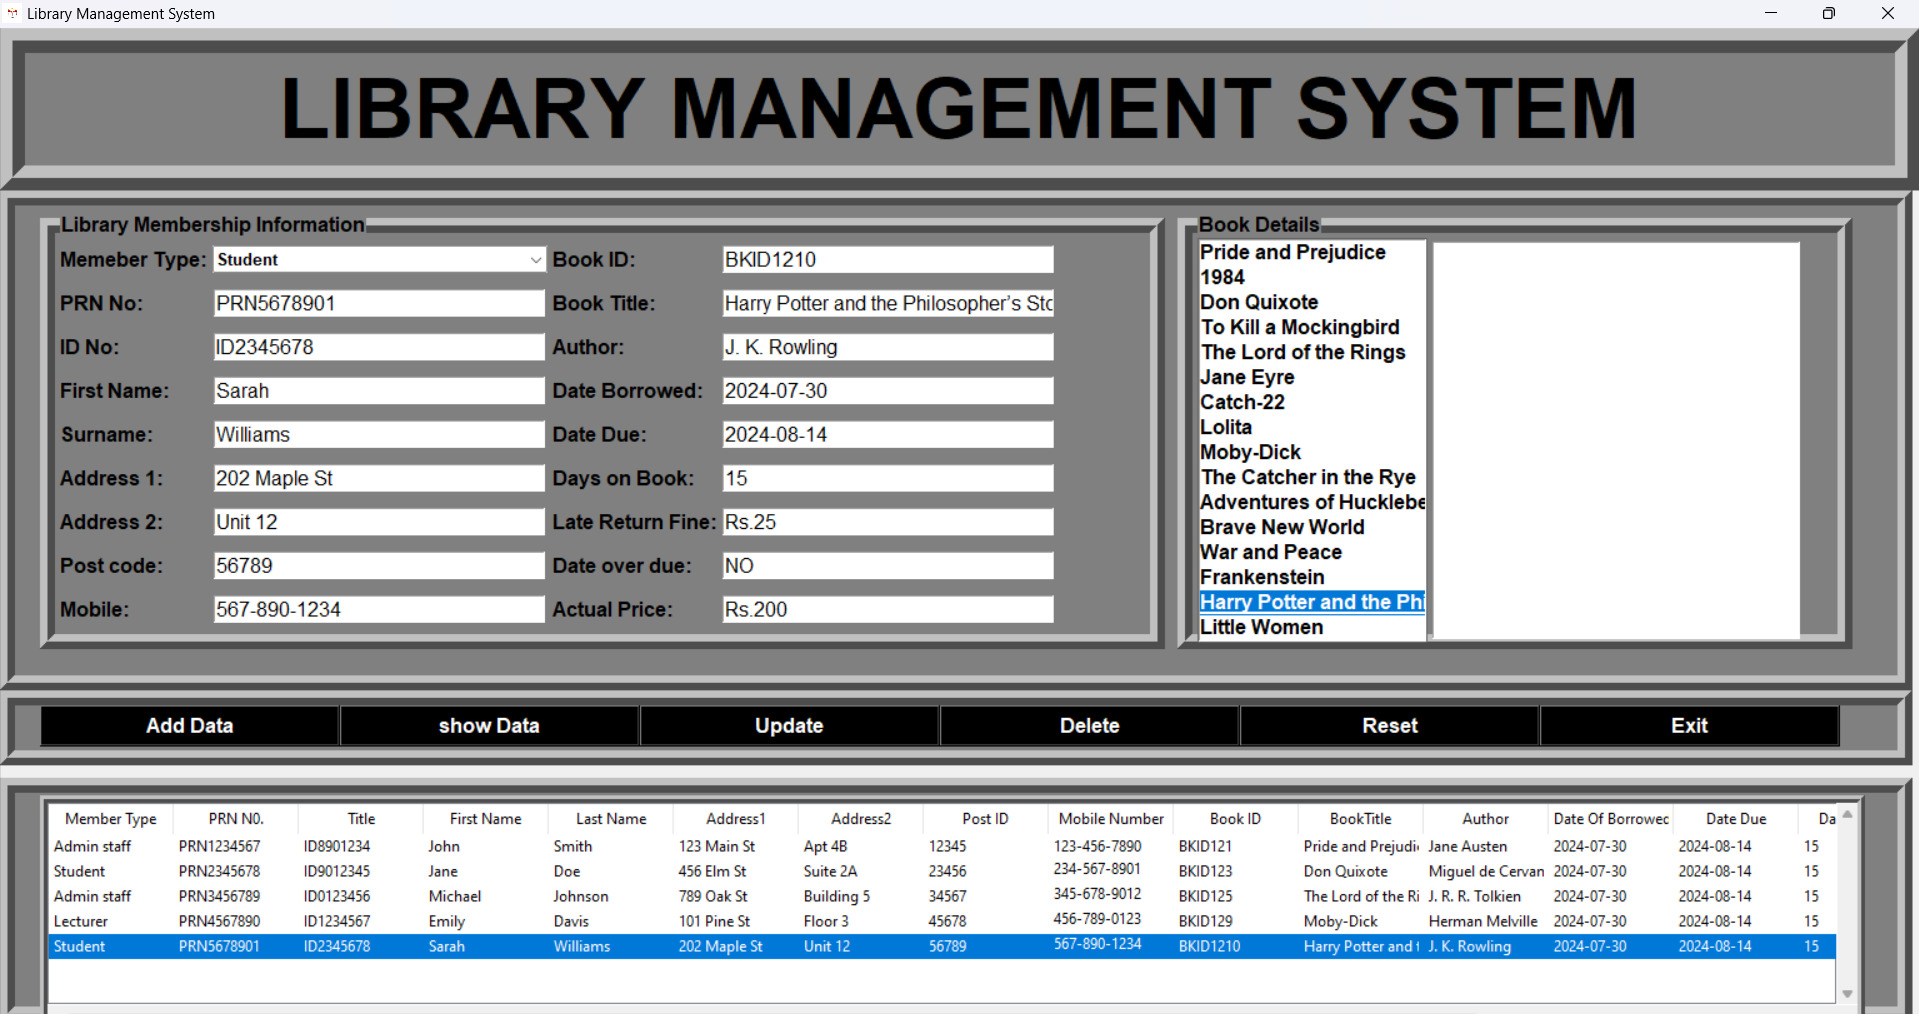 Library Management System
LIBRARY MANAGEMENT SYSTEM
Library Membership Information
Memeber Type: Student Book ID: BKID1210
PRN No: PRN5678901 Book Title: Harry Potter and the Philosopher's Sto
ID No: ID2345678 Author: J. K. Rowling
First Name: Sarah Date Borrowed: 2024-07-30
Surname: Williams Date Due: 2024-08-14
Address 1: 202 Maple St Days on Book: 15
Address 2: Unit 12 Late Return Fine: Rs.25
Post code: 56789 Date over due: NO
Mobile: 567-890-1234 Actual Price: Rs.200
Book Details
Pride and Prejudice
1984
Don Quixote
To Kill a Mockingbird
The Lord of the Rings
Jane Eyre
Catch-22
Lolita
Moby-Dick
The Catcher in the Rye
Adventures of Hucklebe
Brave New World
War and Peace
Frankenstein
Harry Potter and the Phi
Little Women
Add Data show Data Update Delete Reset Exit
Member Type PRN N0. Title First Name Last Name Address1 Address2 Post ID Mobile Number Book ID BookTitle Author Date Of Borrowed Date Due Da
Admin staff PRN1234567 ID8901234 John Smith 123 Main St Apt 4B 12345 123-456-7890 BKID121 Pride and Prejudi Jane Austen 2024-07-30 2024-08-14 15
Student PRN2345678 ID9012345 Jane Doe 456 Elm St Suite 2A 23456 234-567-8901 BKID123 Don Quixote Miguel de Cervan 2024-07-30 2024-08-14 15
Admin staff PRN3456789 ID0123456 Michael Johnson 789 Oak St Building 5 34567 345-678-9012 BKID125 The Lord of the Ri J. R. R. Tolkien 2024-07-30 2024-08-14 15
Lecturer PRN4567890 ID1234567 Emily Davis 101 Pine St Floor 3 45678 456-789-0123 BKID129 Moby-Dick Herman Melville 2024-07-30 2024-08-14 15
Student PRN5678901 ID2345678 Sarah Williams 202 Maple St Unit 12 56789 567-890-1234 BKID1210 Harry Potter and t J. K. Rowling 2024-07-30 2024-08-14 15